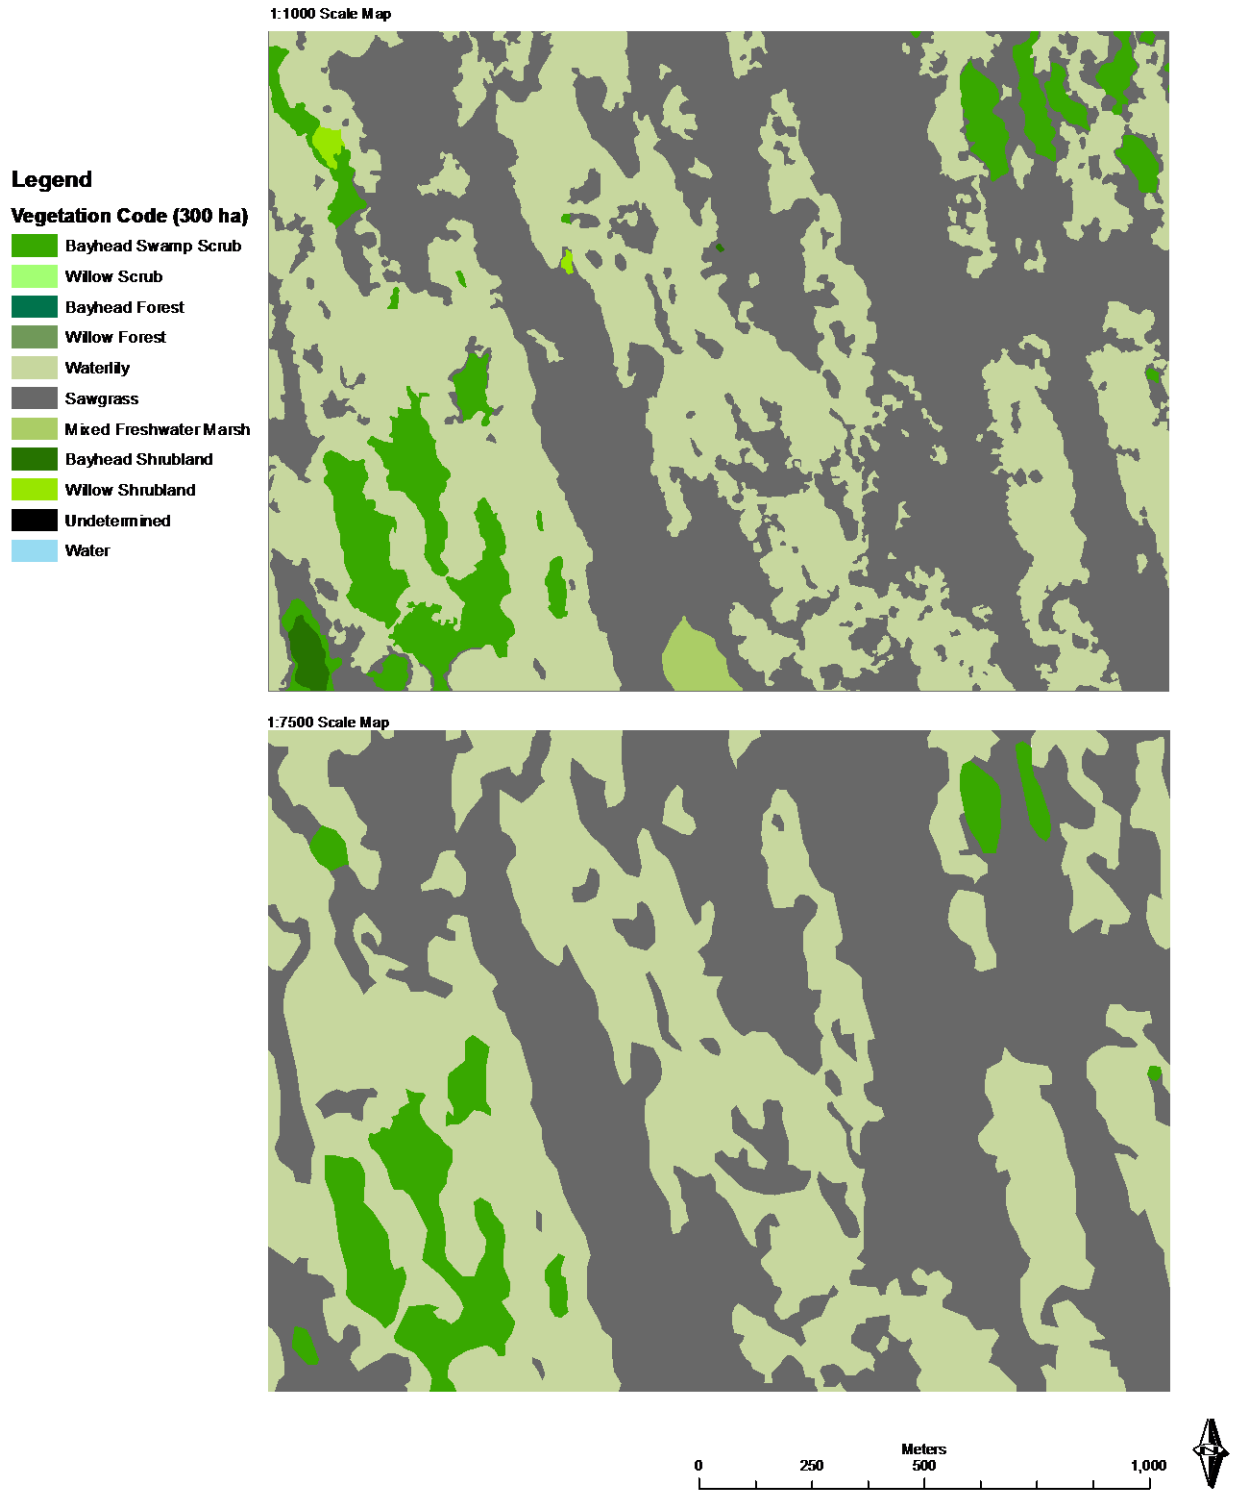 1:1000 Scale Map
Legend
Vegetation Code (300 ha)
Bayhead Swamp Scrub
Willow Scrub
Bayhead Forest
Willow Forest
Waterlily
Sawgrass
Mixed Freshwater Marsh
Bayhead Shrubland
Willow Shrubland
Undetermined
Water
1:7500 Scale Map
Meters
0 250 500 1,000
N